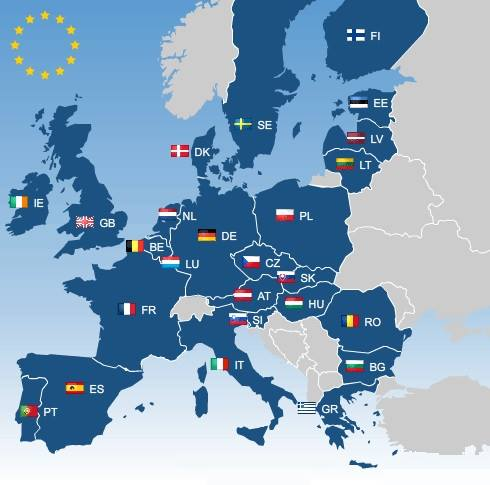 FI
EE
SE
LV
DK
LT
IE
NL
PL
GB
DE
BE
CZ
LU
SK
AT
HU
FR
SI
RO
IT
BG
ES
GR
PT